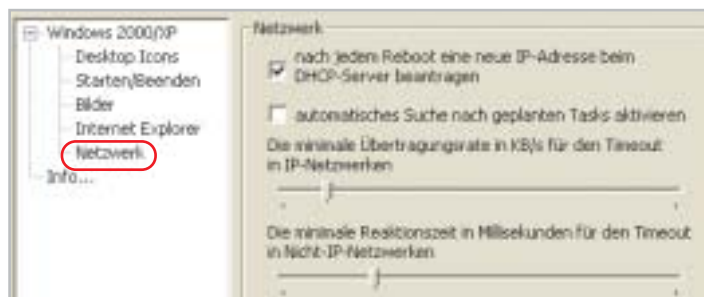 Windows 2000/XP
Desktop Icons
Starten/Beenden
Bilder
Internet Explorer
Netzwerk
Info...
Netzwerk
nach jedem Reboot eine neue IP-Adresse beim
DHCP-Server beantragen
automatisches Suche nach geplanten Tasks aktivieren
Die minimale Übertragungsrate in KB/s für den Timeout
in IP-Netzwerken
Die minimale Reaktionszeit in Millisekunden für den Timeout
in Nicht-IP-Netzwerken